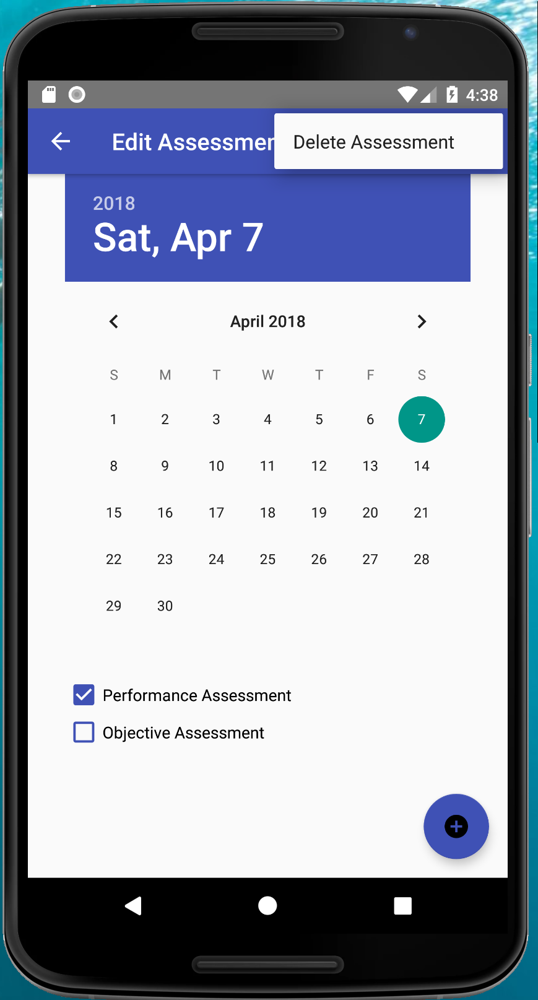 4:38
Edit Assessmen
Delete Assessment
2018
Sat, Apr 7
April 2018
S M T W T F S
1 2 3 4 5 6 7
8 9 10 11 12 13 14
15 16 17 18 19 20 21
22 23 24 25 26 27 28
29 30
Performance Assessment
Objective Assessment